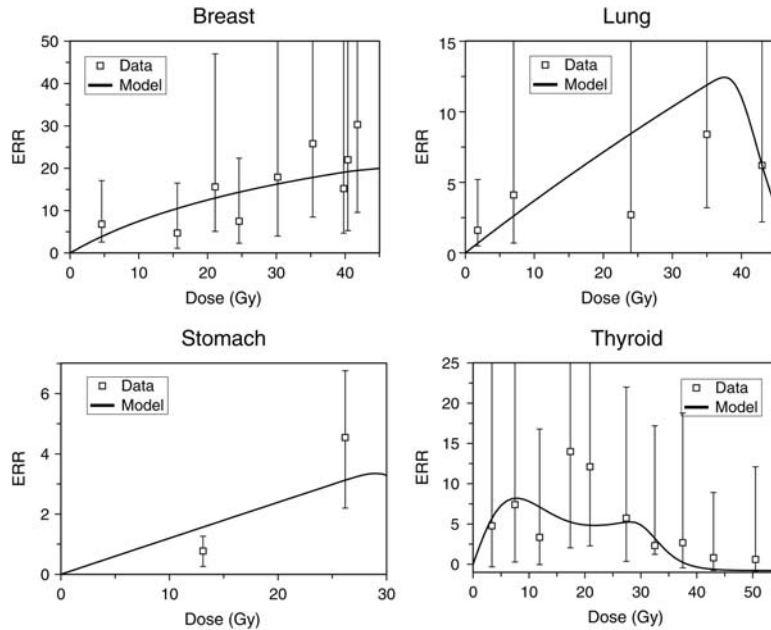 Breast
50
40
30
20
10
0
ERR
Data
Model
0 10 20 30 40
Dose (Gy)
Lung
15
10
5
0
ERR
Data
Model
0 10 20 30 40
Dose (Gy)
Stomach
6
4
2
0
ERR
Data
Model
0 10 20 30
Dose (Gy)
Thyroid
25
20
15
10
5
0
ERR
Data
Model
0 10 20 30 40 50
Dose (Gy)